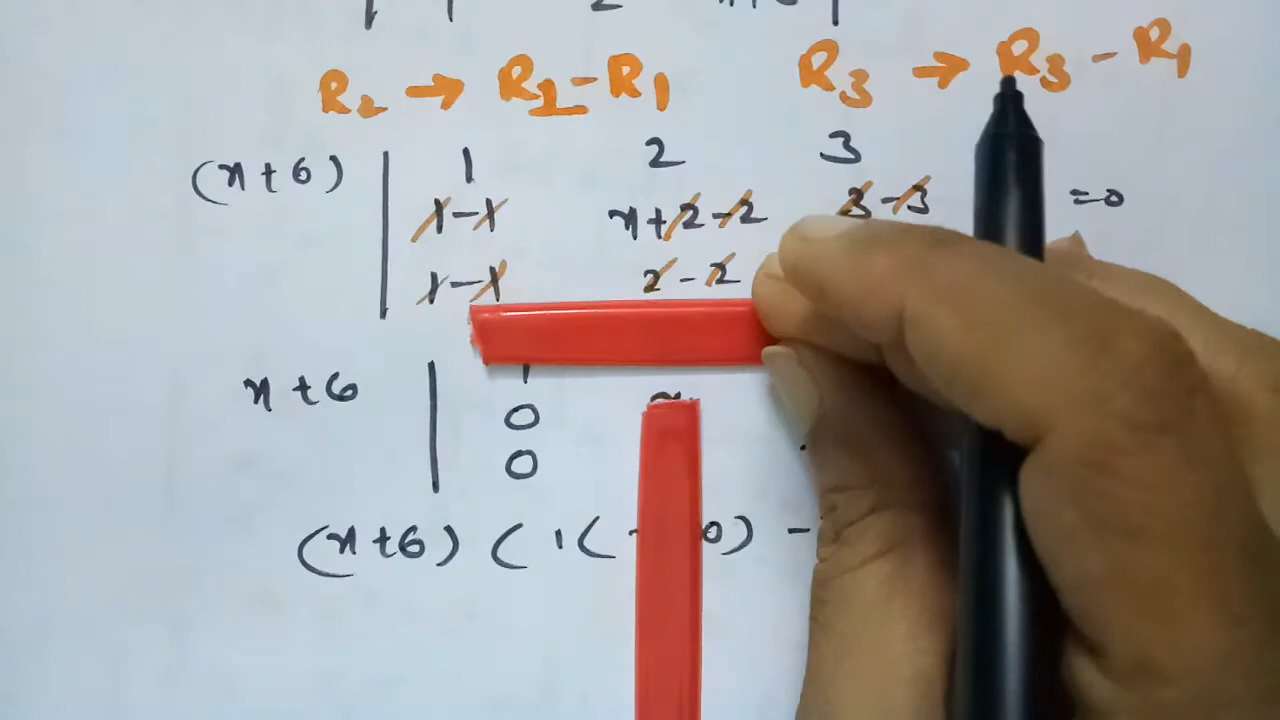 R₂ → R₂ - R₁ R₃ → R₃ - R₁
(x+6) | 1 2 3
1-1 x+2-2 3-3 =0
1-1 2-2
x+6 | 1
0
0
(x+6) ( 1( 0) -